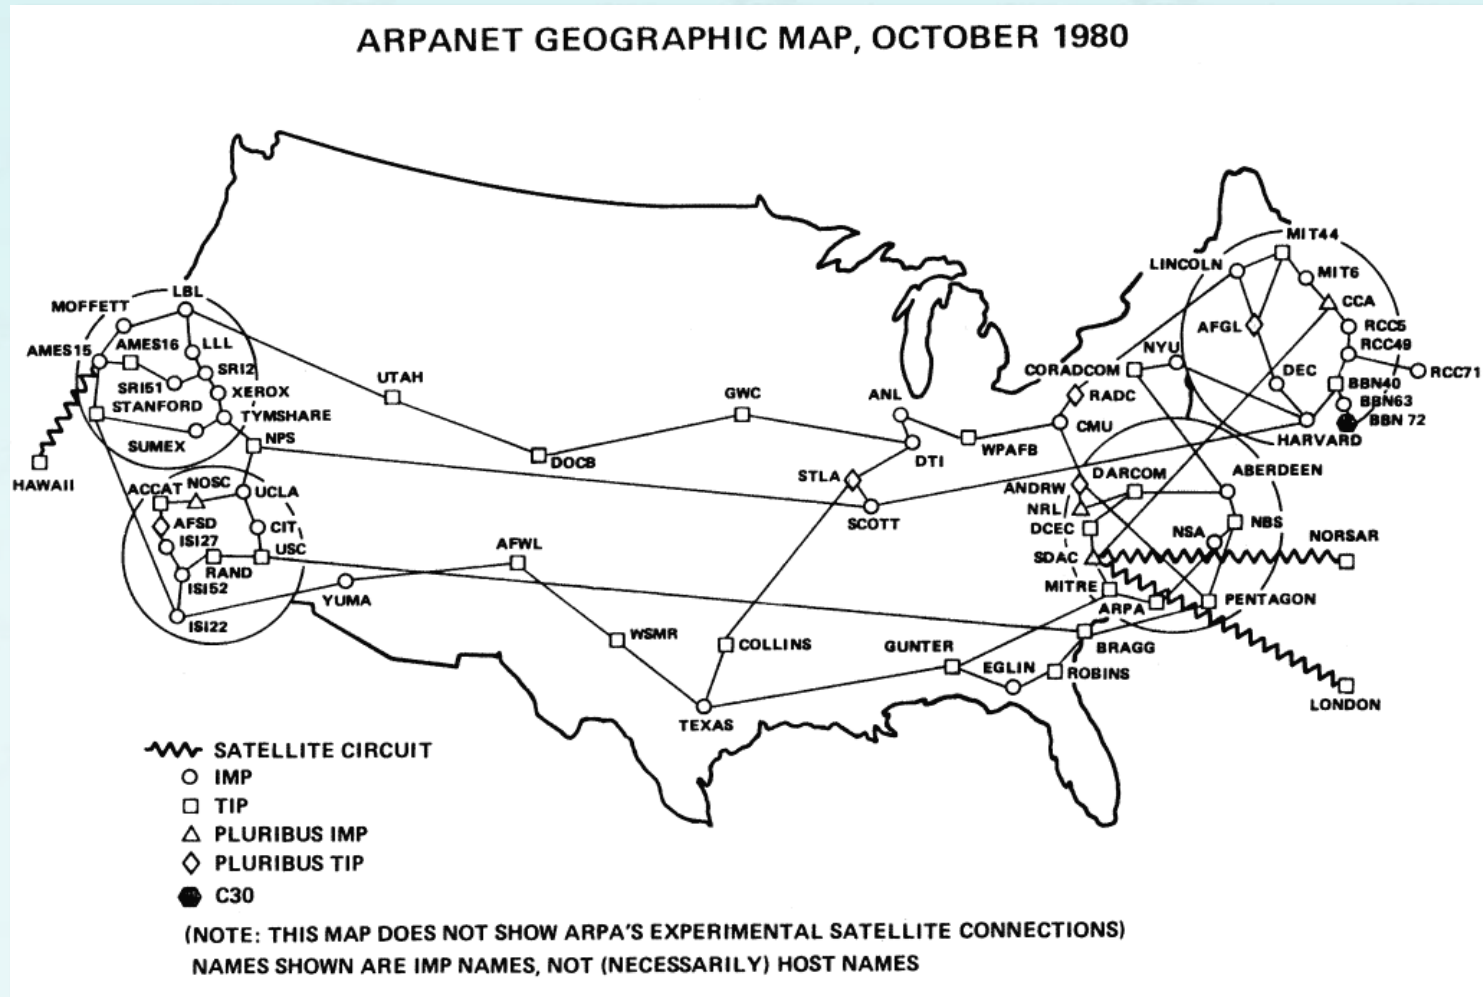 ARPANET GEOGRAPHIC MAP, OCTOBER 1980
MIT44
LINCOLN
MIT6
CCA
AFGL
RCC5
RCC49
RCC71
DEC
BBN40
BBN63
BBN 72
HARVARD
NYU
CORADCOM
RADC
CMU
LBL
MOFFETT
AMES15
AMES16
LLL
SRI2
SRI51
XEROX
STANFORD
TYMSHARE
SUMEX
NPS
HAWAII
UTAH
DOCB
GWC
ANL
DTI
WPAFB
STLA
SCOTT
ACCAT
NOSC
UCLA
AFSD
CIT
ISI27
USC
RAND
ISI52
ISI22
YUMA
AFWL
WSMR
COLLINS
TEXAS
GUNTER
EGLIN
ROBINS
BRAGG
DARCOM
ABERDEEN
ANDRW
NRL
DCEC
NBS
NSA
SDAC
NORSAR
MITRE
ARPA
PENTAGON
LONDON
SATELLITE CIRCUIT
IMP
TIP
PLURIBUS IMP
PLURIBUS TIP
C30
(NOTE: THIS MAP DOES NOT SHOW ARPA'S EXPERIMENTAL SATELLITE CONNECTIONS)
NAMES SHOWN ARE IMP NAMES, NOT (NECESSARILY) HOST NAMES